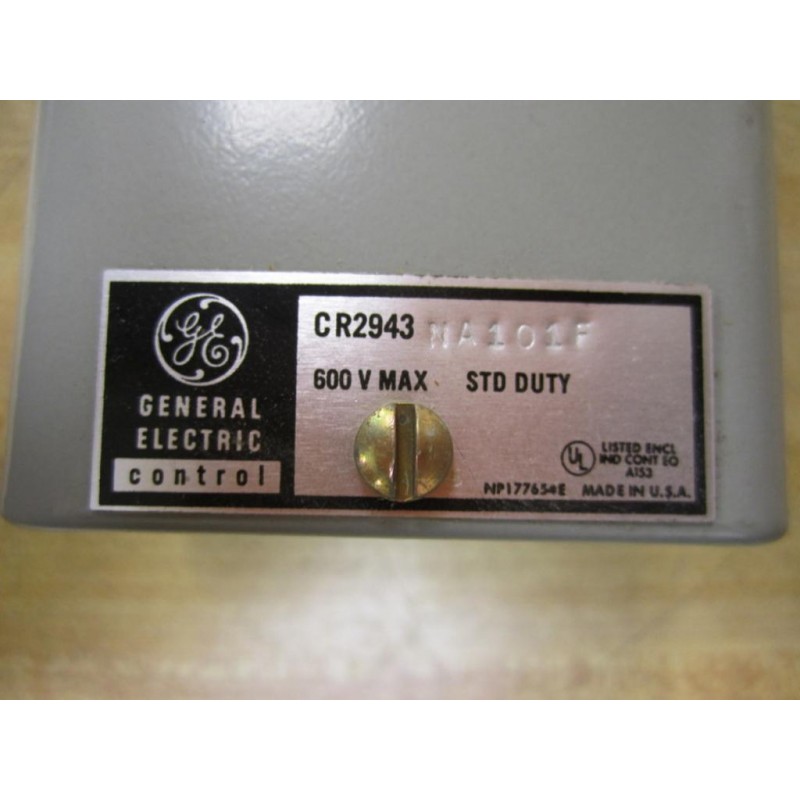 GE
GENERAL
ELECTRIC
control
CR2943 NA101F
600 V MAX STD DUTY
UL
LISTED ENCL
IND CONT EQ
A153
MADE IN U.S.A.